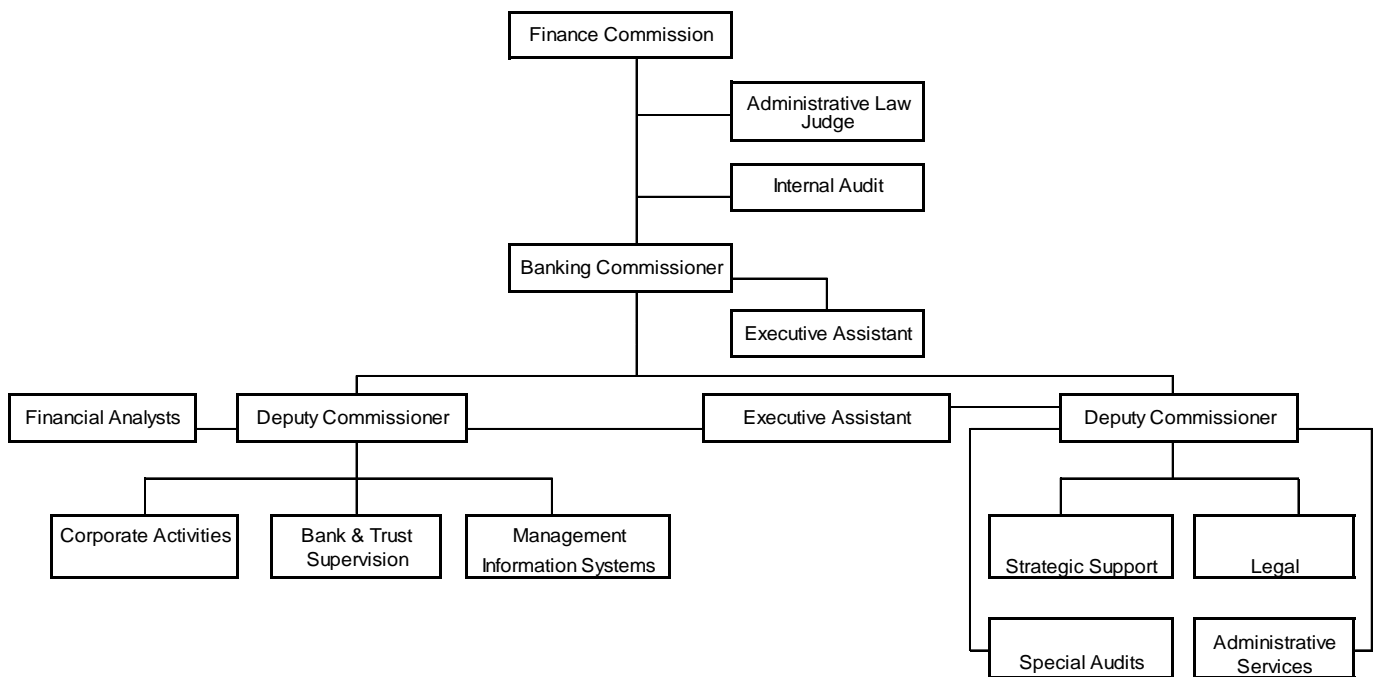 Finance Commission
Administrative Law
Judge
Internal Audit
Banking Commissioner
Executive Assistant
Financial Analysts
Deputy Commissioner
Executive Assistant
Deputy Commissioner
Corporate Activities
Bank & Trust
Supervision
Management
Information Systems
Strategic Support
Legal
Special Audits
Administrative
Services